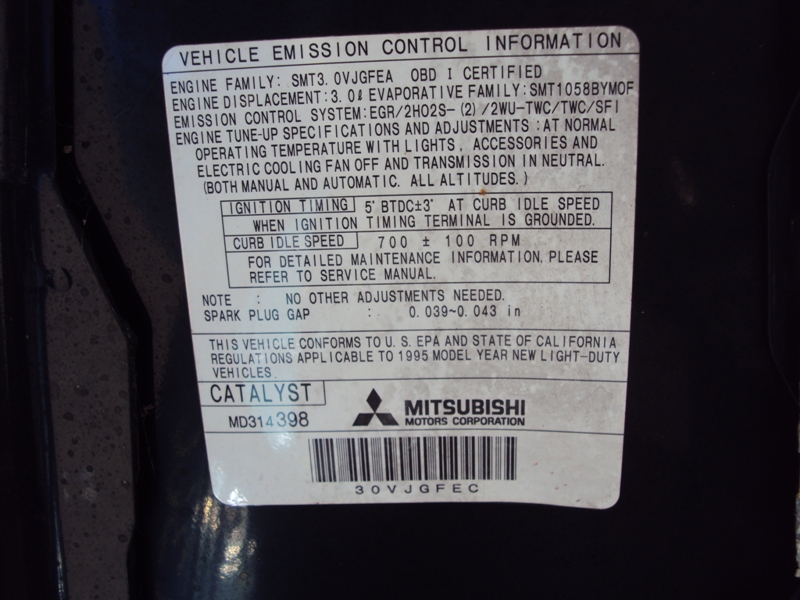 VEHICLE EMISSION CONTROL INFORMATION
ENGINE FAMILY: SMT3.0VJGFEA OBD I CERTIFIED
ENGINE DISPLACEMENT:3.0ℓ EVAPORATIVE FAMILY:SMT1058BYMOF
EMISSION CONTROL SYSTEM:EGR/2HO2S-(2)/2WU-TWC/TWC/SFI
ENGINE TUNE-UP SPECIFICATIONS AND ADJUSTMENTS:AT NORMAL
OPERATING TEMPERATURE WITH LIGHTS, ACCESSORIES AND
ELECTRIC COOLING FAN OFF AND TRANSMISSION IN NEUTRAL.
(BOTH MANUAL AND AUTOMATIC. ALL ALTITUDES.)
IGNITION TIMING 5° BTDC±3° AT CURB IDLE SPEED
WHEN IGNITION TIMING TERMINAL IS GROUNDED.
CURB IDLE SPEED 700 ± 100 RPM
FOR DETAILED MAINTENANCE INFORMATION, PLEASE
REFER TO SERVICE MANUAL.
NOTE : NO OTHER ADJUSTMENTS NEEDED.
SPARK PLUG GAP : 0.039~0.043 in
THIS VEHICLE CONFORMS TO U.S. EPA AND STATE OF CALIFORNIA
REGULATIONS APPLICABLE TO 1995 MODEL YEAR NEW LIGHT-DUTY
VEHICLES.
CATALYST
MD314398
MITSUBISHI
MOTORS CORPORATION
30VJGFEC